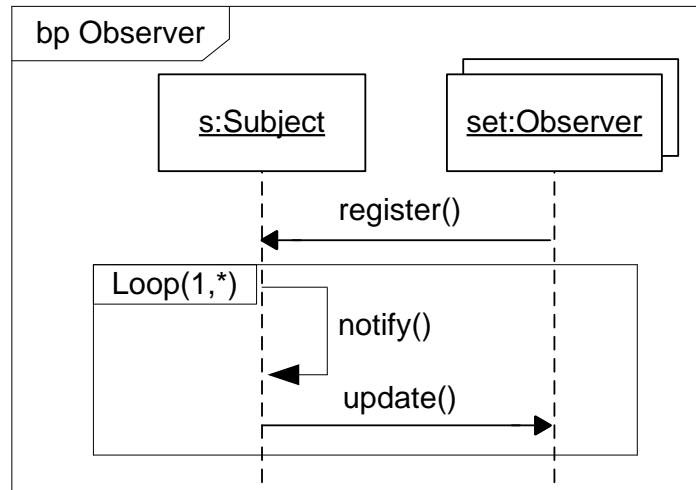 bp Observer
s:Subject
set:Observer
register()
Loop(1,*)
notify()
update()